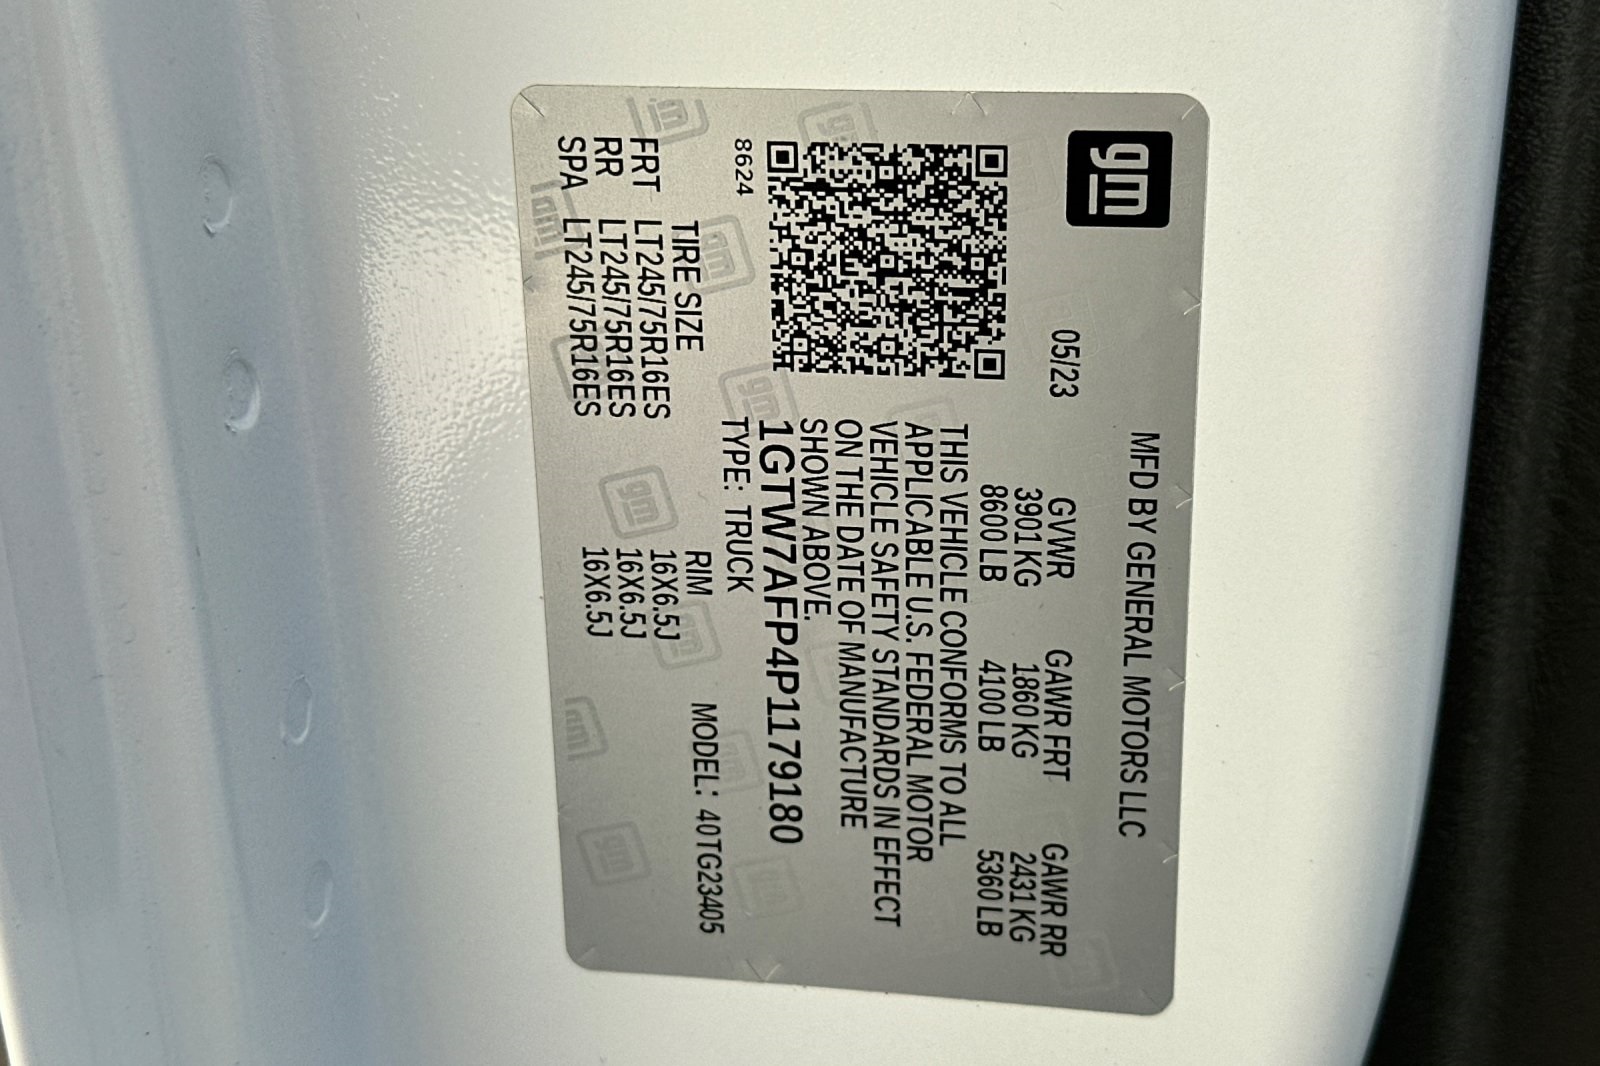 gm
MFD BY GENERAL MOTORS LLC
05/23
GVWR GAWR FRT GAWR RR
3901 KG 1860 KG 2431 KG
8600 LB 4100 LB 5360 LB
THIS VEHICLE CONFORMS TO ALL
APPLICABLE U.S. FEDERAL MOTOR
VEHICLE SAFETY STANDARDS IN EFFECT
ON THE DATE OF MANUFACTURE
SHOWN ABOVE.
1GTW7AFP4P1179180
8624
TYPE: TRUCK
MODEL: 40TG23405
TIRE SIZE RIM
FRT LT245/75R16ES 16X6.5J
RR LT245/75R16ES 16X6.5J
SPA LT245/75R16ES 16X6.5J